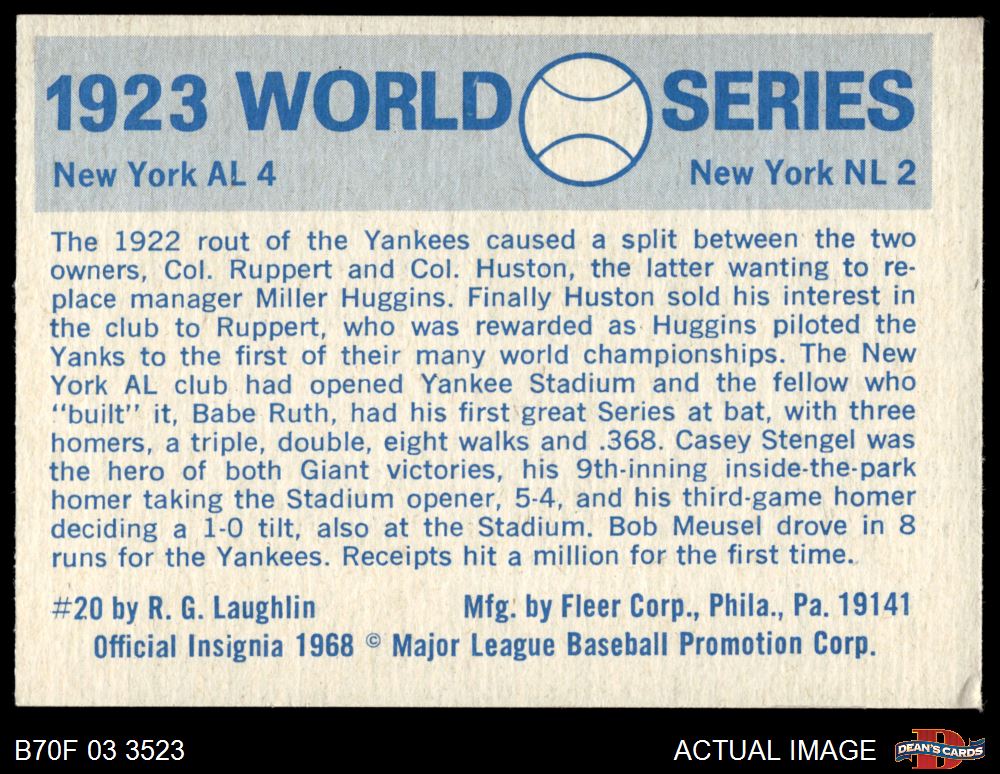 1923 WORLD SERIES
New York AL 4 New York NL 2
The 1922 rout of the Yankees caused a split between the two
owners, Col. Ruppert and Col. Huston, the latter wanting to re-
place manager Miller Huggins. Finally Huston sold his interest in
the club to Ruppert, who was rewarded as Huggins piloted the
Yanks to the first of their many world championships. The New
York AL club had opened Yankee Stadium and the fellow who
"built" it, Babe Ruth, had his first great Series at bat, with three
homers, a triple, double, eight walks and .368. Casey Stengel was
the hero of both Giant victories, his 9th-inning inside-the-park
homer taking the Stadium opener, 5-4, and his third-game homer
deciding a 1-0 tilt, also at the Stadium. Bob Meusel drove in 8
runs for the Yankees. Receipts hit a million for the first time.
#20 by R. G. Laughlin Mfg. by Fleer Corp., Phila., Pa. 19141
Official Insignia 1968 © Major League Baseball Promotion Corp.
B70F 03 3523 ACTUAL IMAGE D DEAN'S CARDS